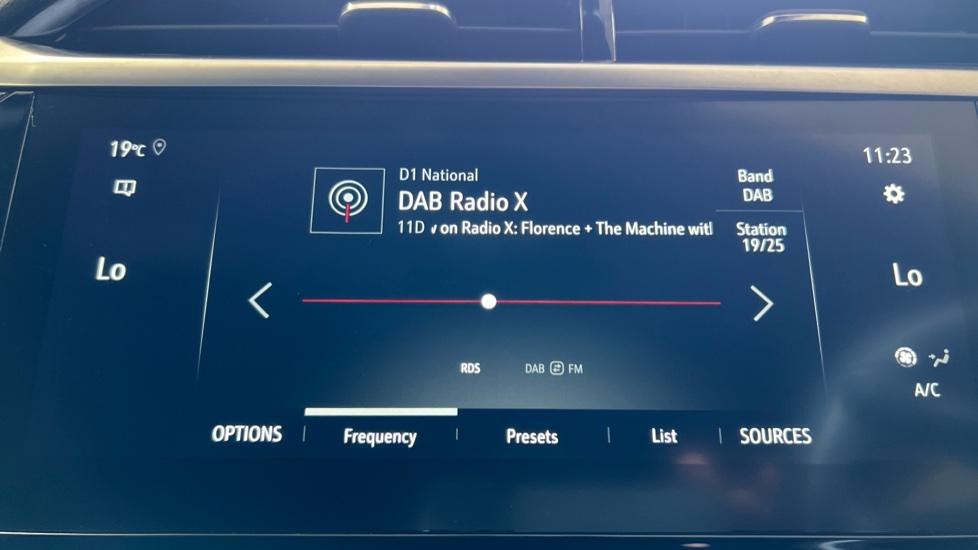 19°C
11:23
D1 National
DAB Radio X
11D on Radio X: Florence + The Machine
Band
DAB
Station
19/25
Lo
Lo
RDS
DAB FM
A/C
OPTIONS
Frequency
Presets
List
SOURCES